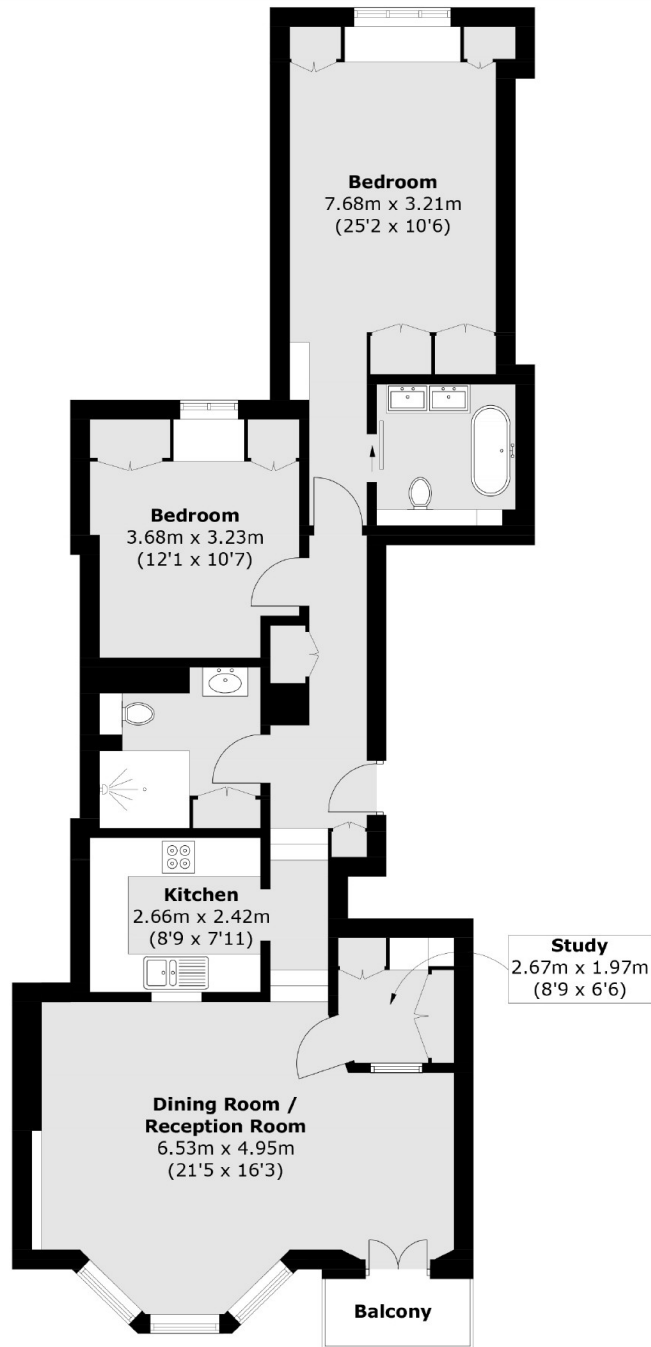 Bedroom
7.68m x 3.21m
(25'2 x 10'6)
Bedroom
3.68m x 3.23m
(12'1 x 10'7)
Kitchen
2.66m x 2.42m
(8'9 x 7'11)
Study
2.67m x 1.97m
(8'9 x 6'6)
Dining Room /
Reception Room
6.53m x 4.95m
(21'5 x 16'3)
Balcony